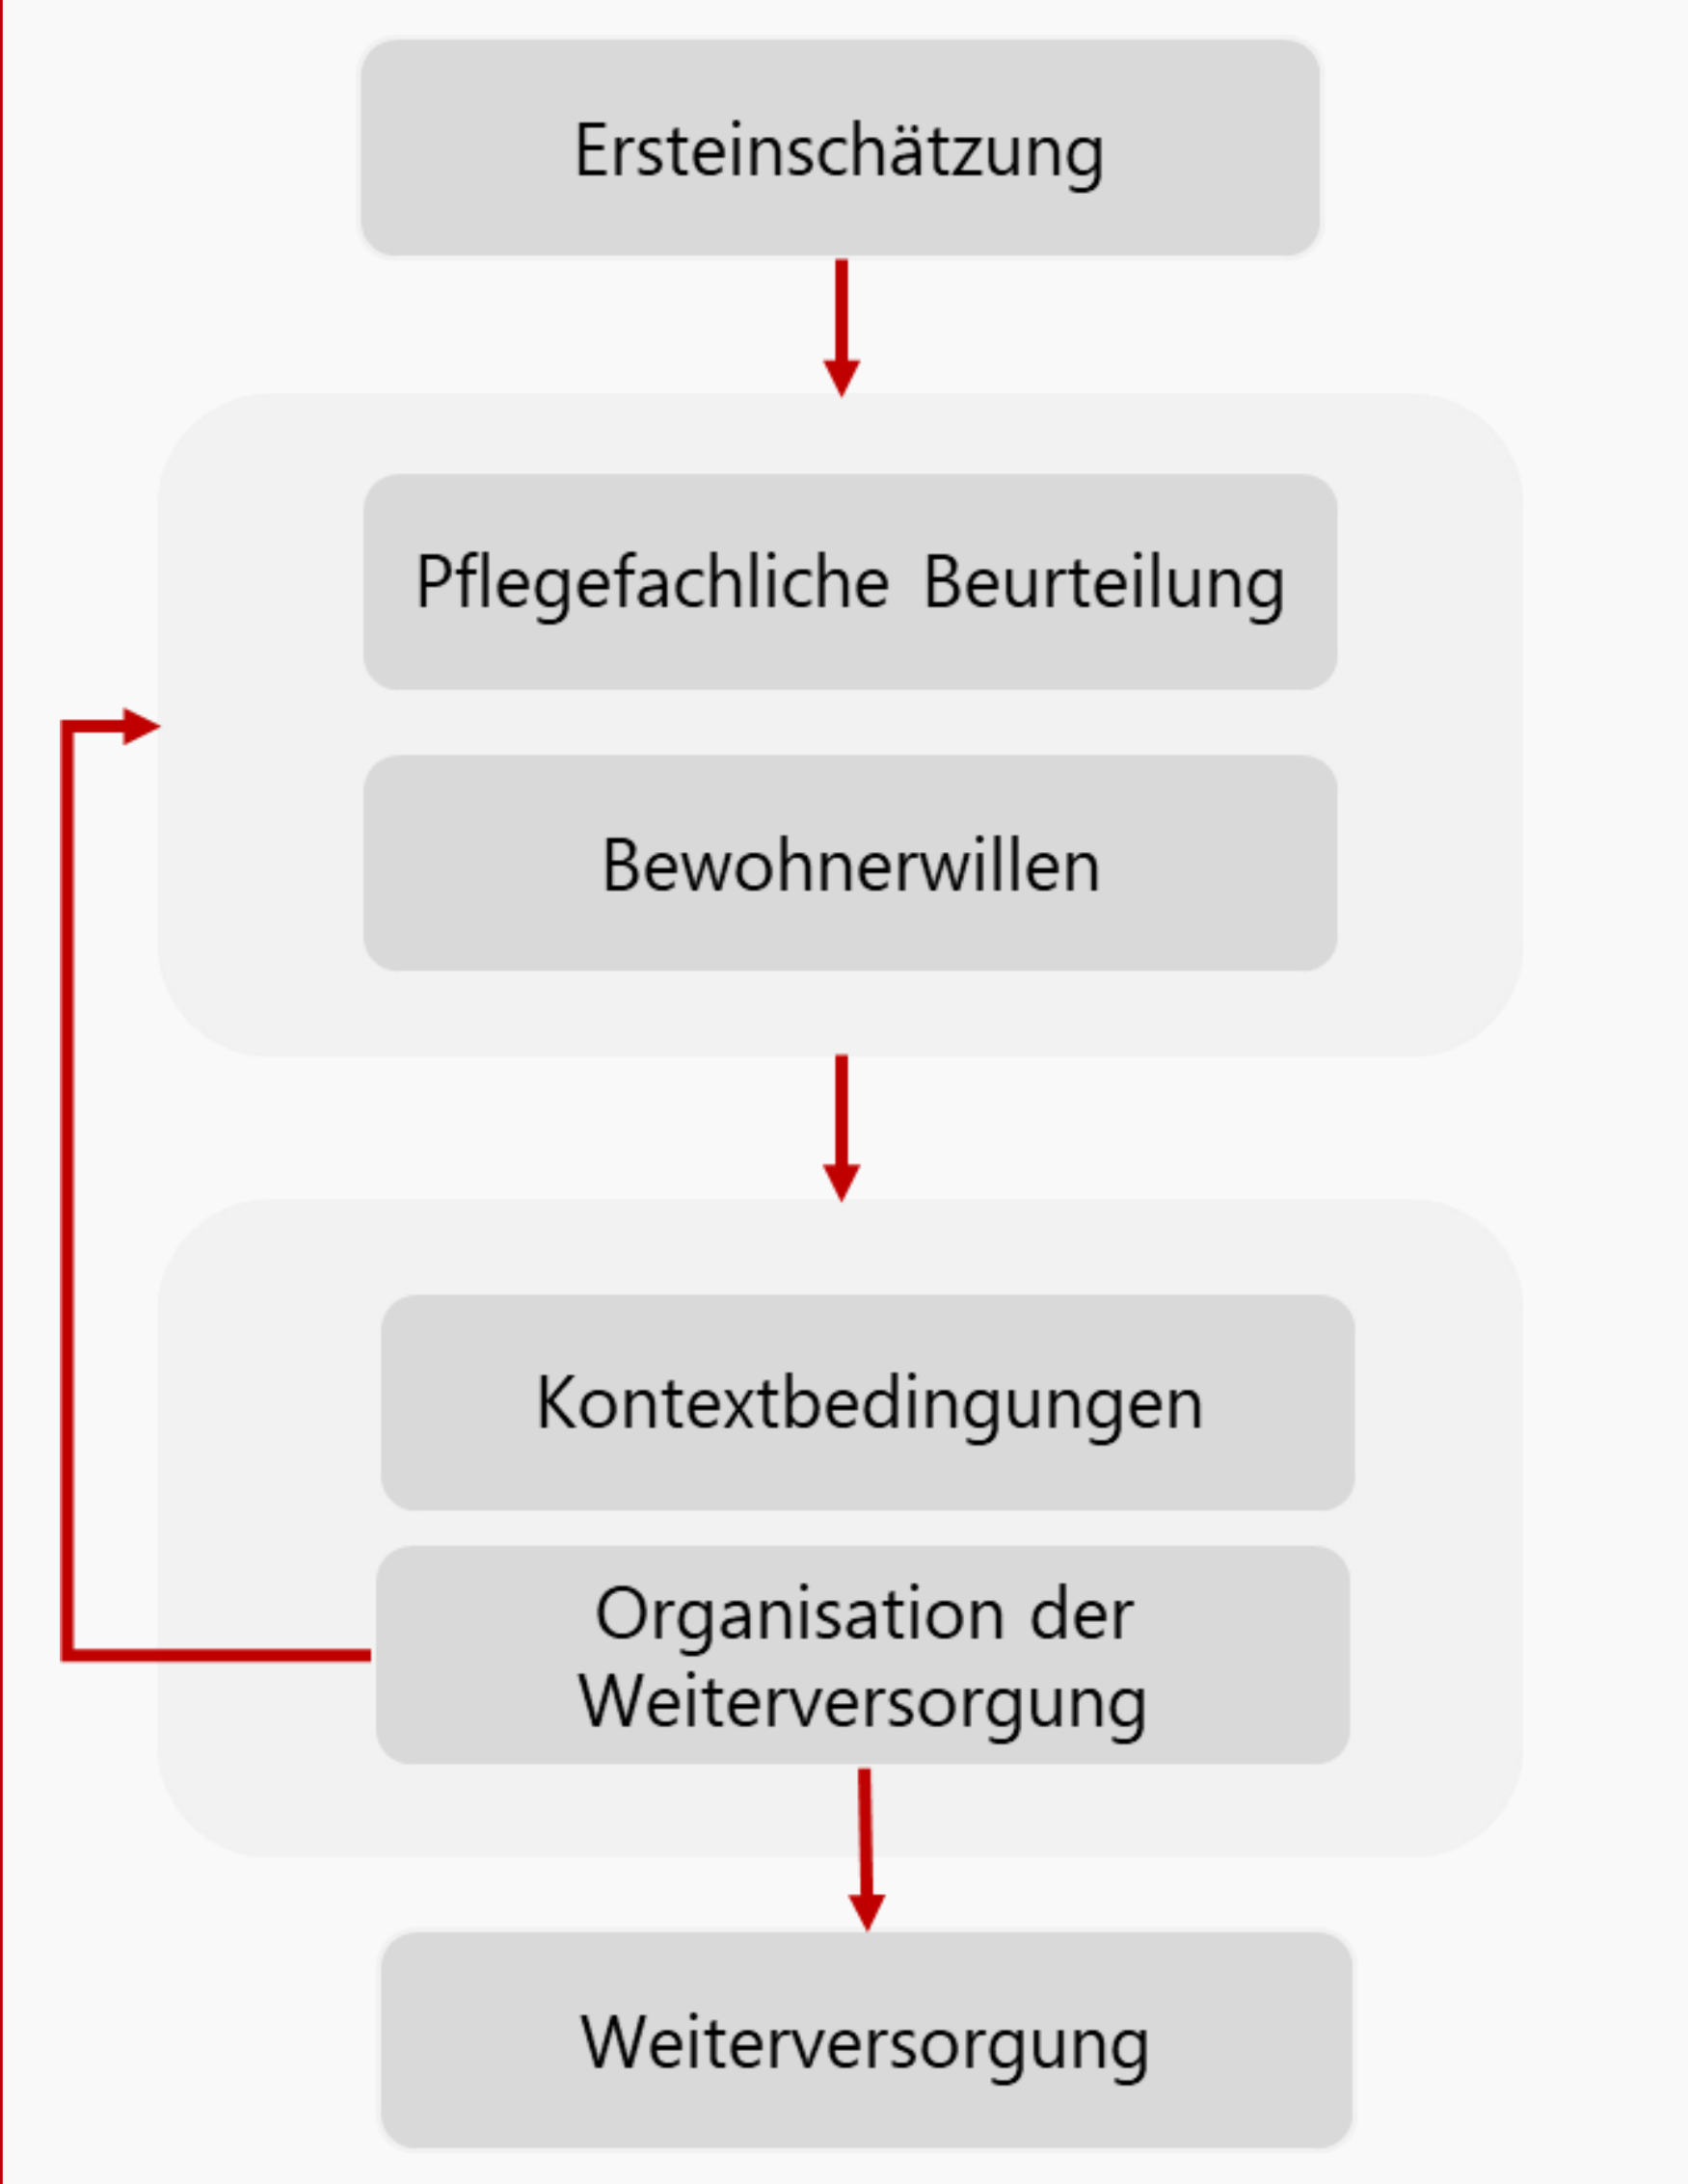 Ersteinschätzung
Pflegefachliche Beurteilung
Bewohnerwillen
Kontextbedingungen
Organisation der
Weiterversorgung
Weiterversorgung